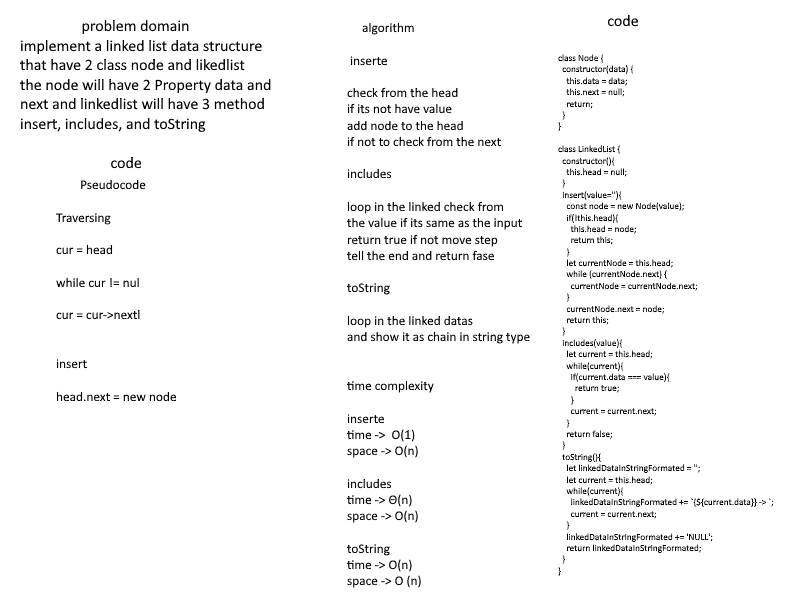 problem domain
implement a linked list data structure
that have 2 class node and likedlist
the node will have 2 Property data and
next and linkedlist will have 3 method
insert, includes, and toString
code
Pseudocode
Traversing
cur = head
while cur != nul
cur = cur->nextl
insert
head.next = new node
algorithm
inserte
check from the head
if its not have value
add node to the head
if not to check from the next
includes
loop in the linked check from
the value if its same as the input
return true if not move step
tell the end and return fase
toString
loop in the linked datas
and show it as chain in string type
time complexity
inserte
time -> O(1)
space -> O(n)
includes
time -> Θ(n)
space -> O(n)
toString
time -> O(n)
space -> O (n)
code
class Node {
constructor(data) {
this.data = data;
this.next = null;
return;
}
}
class LinkedList {
constructor(){
this.head = null;
}
insert(value=''){
const node = new Node(value);
if(!this.head){
this.head = node;
return this;
}
let currentNode = this.head;
while (currentNode.next) {
currentNode = currentNode.next;
}
currentNode.next = node;
return this;
}
includes(value){
let current = this.head;
while(current){
if(current.data === value){
return true;
}
current = current.next;
}
return false;
}
toString(){
let linkedDataInStringFormated = '';
let current = this.head;
while(current){
linkedDataInStringFormated += `{${current.data}} -> `;
current = current.next;
}
linkedDataInStringFormated += 'NULL';
return linkedDataInStringFormated;
}
}